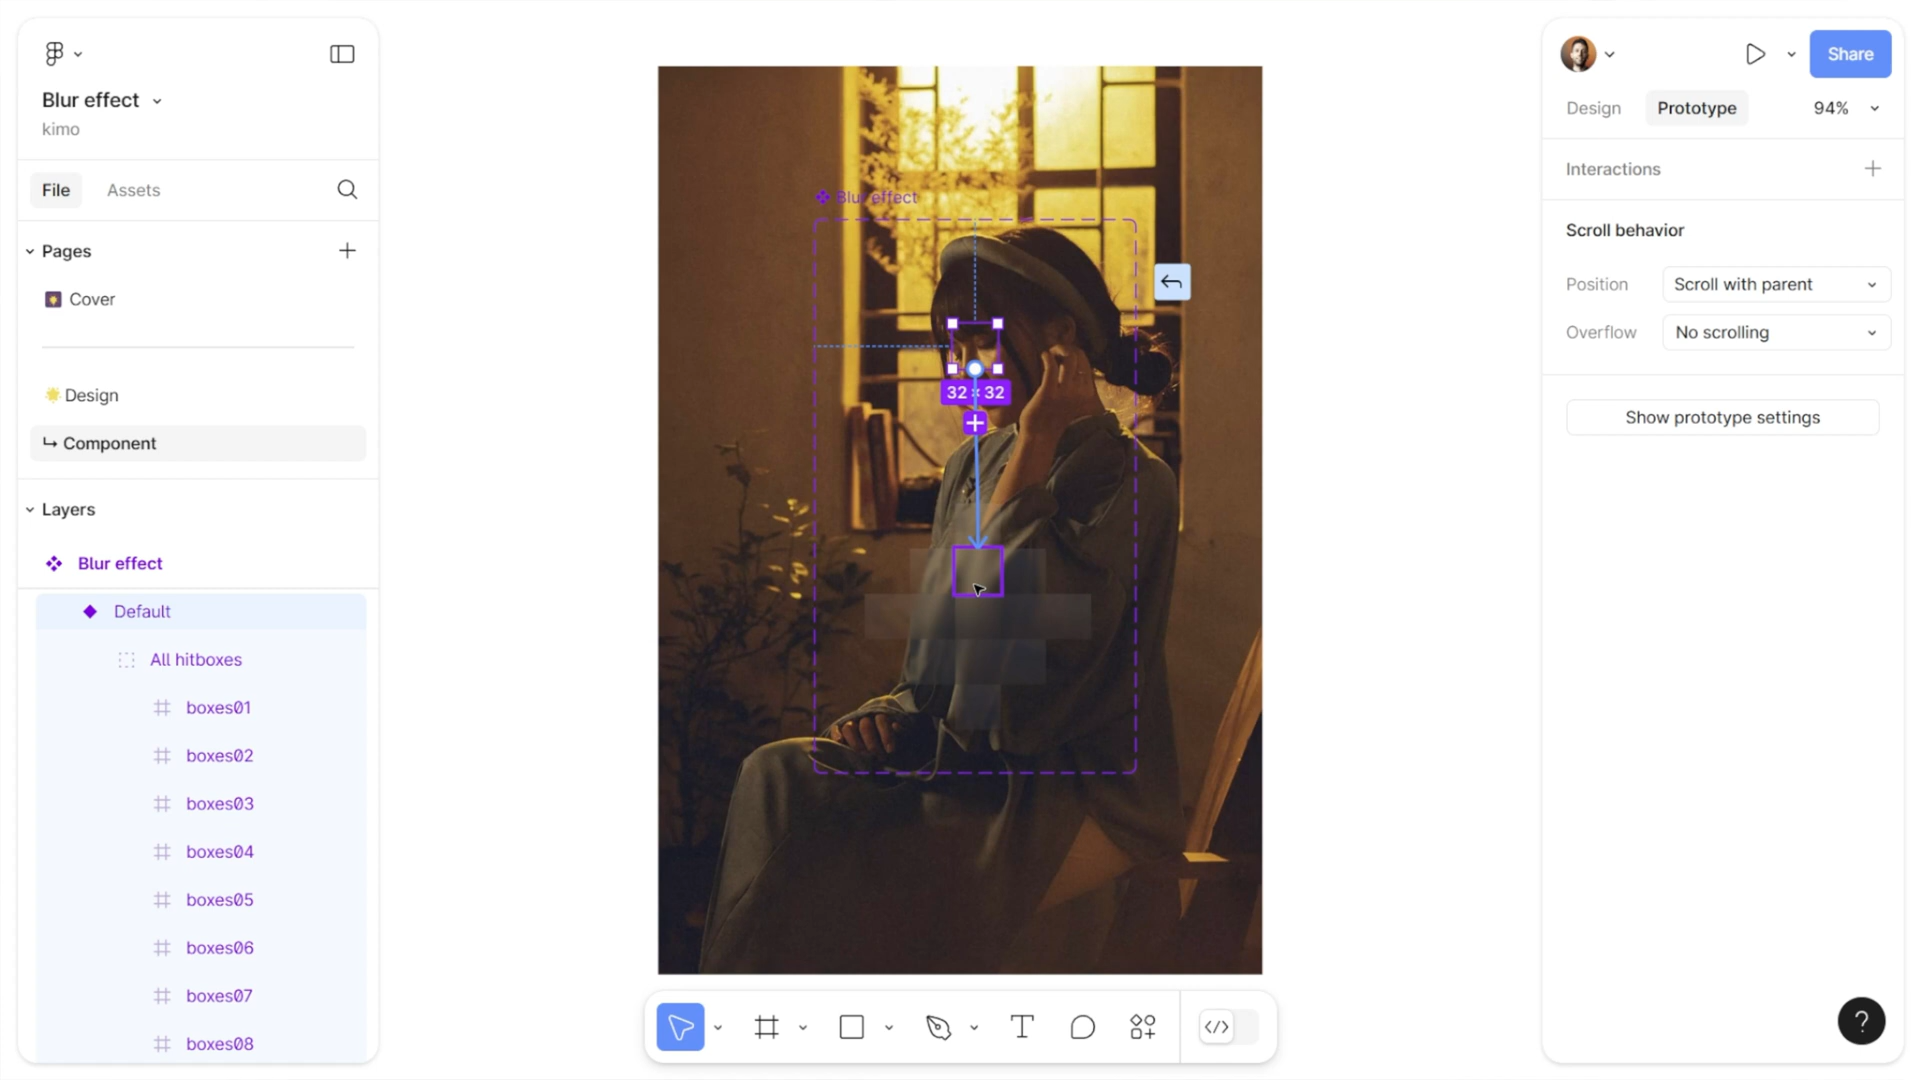 Blur effect
kimo
File
Assets
Pages
Cover
Design
Component
Layers
Blur effect
Default
All hitboxes
boxes01
boxes02
boxes03
boxes04
boxes05
boxes06
boxes07
boxes08
Blur effect
32 × 32
Share
Design
Prototype
94%
Interactions
Scroll behavior
Position
Scroll with parent
Overflow
No scrolling
Show prototype settings
?